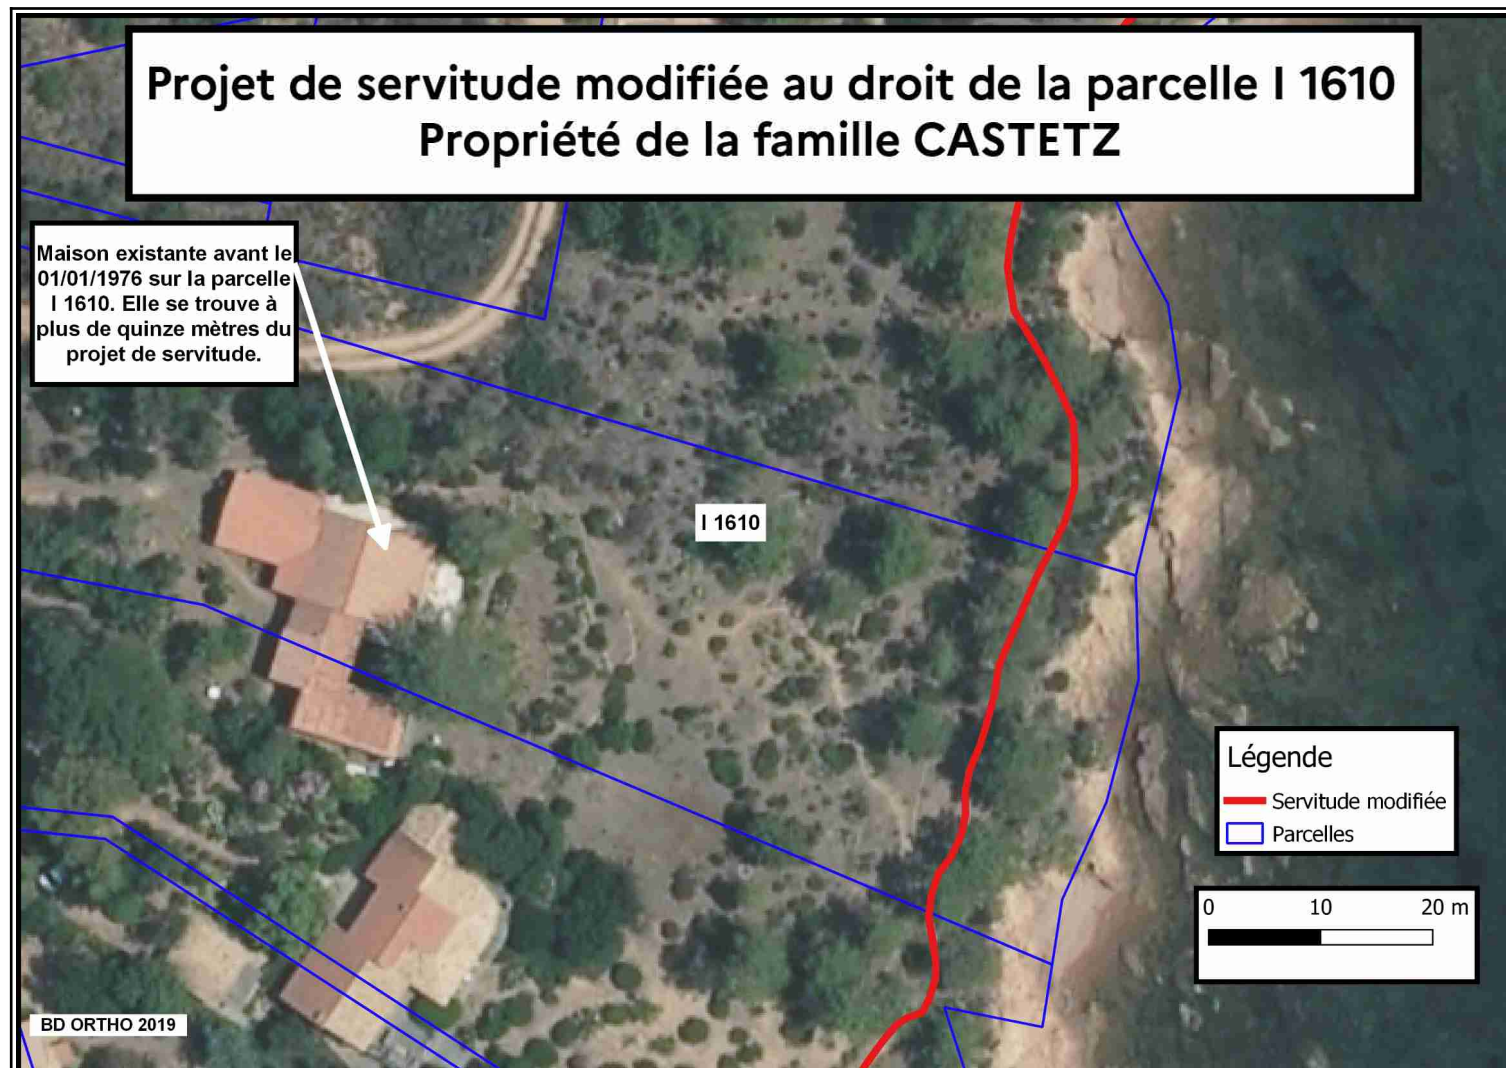 Projet de servitude modifiée au droit de la parcelle I 1610
Propriété de la famille CASTETZ
Maison existante avant le
01/01/1976 sur la parcelle
I 1610. Elle se trouve à
plus de quinze mètres du
projet de servitude.
I 1610
Légende
Servitude modifiée
Parcelles
0 10 20 m
BD ORTHO 2019